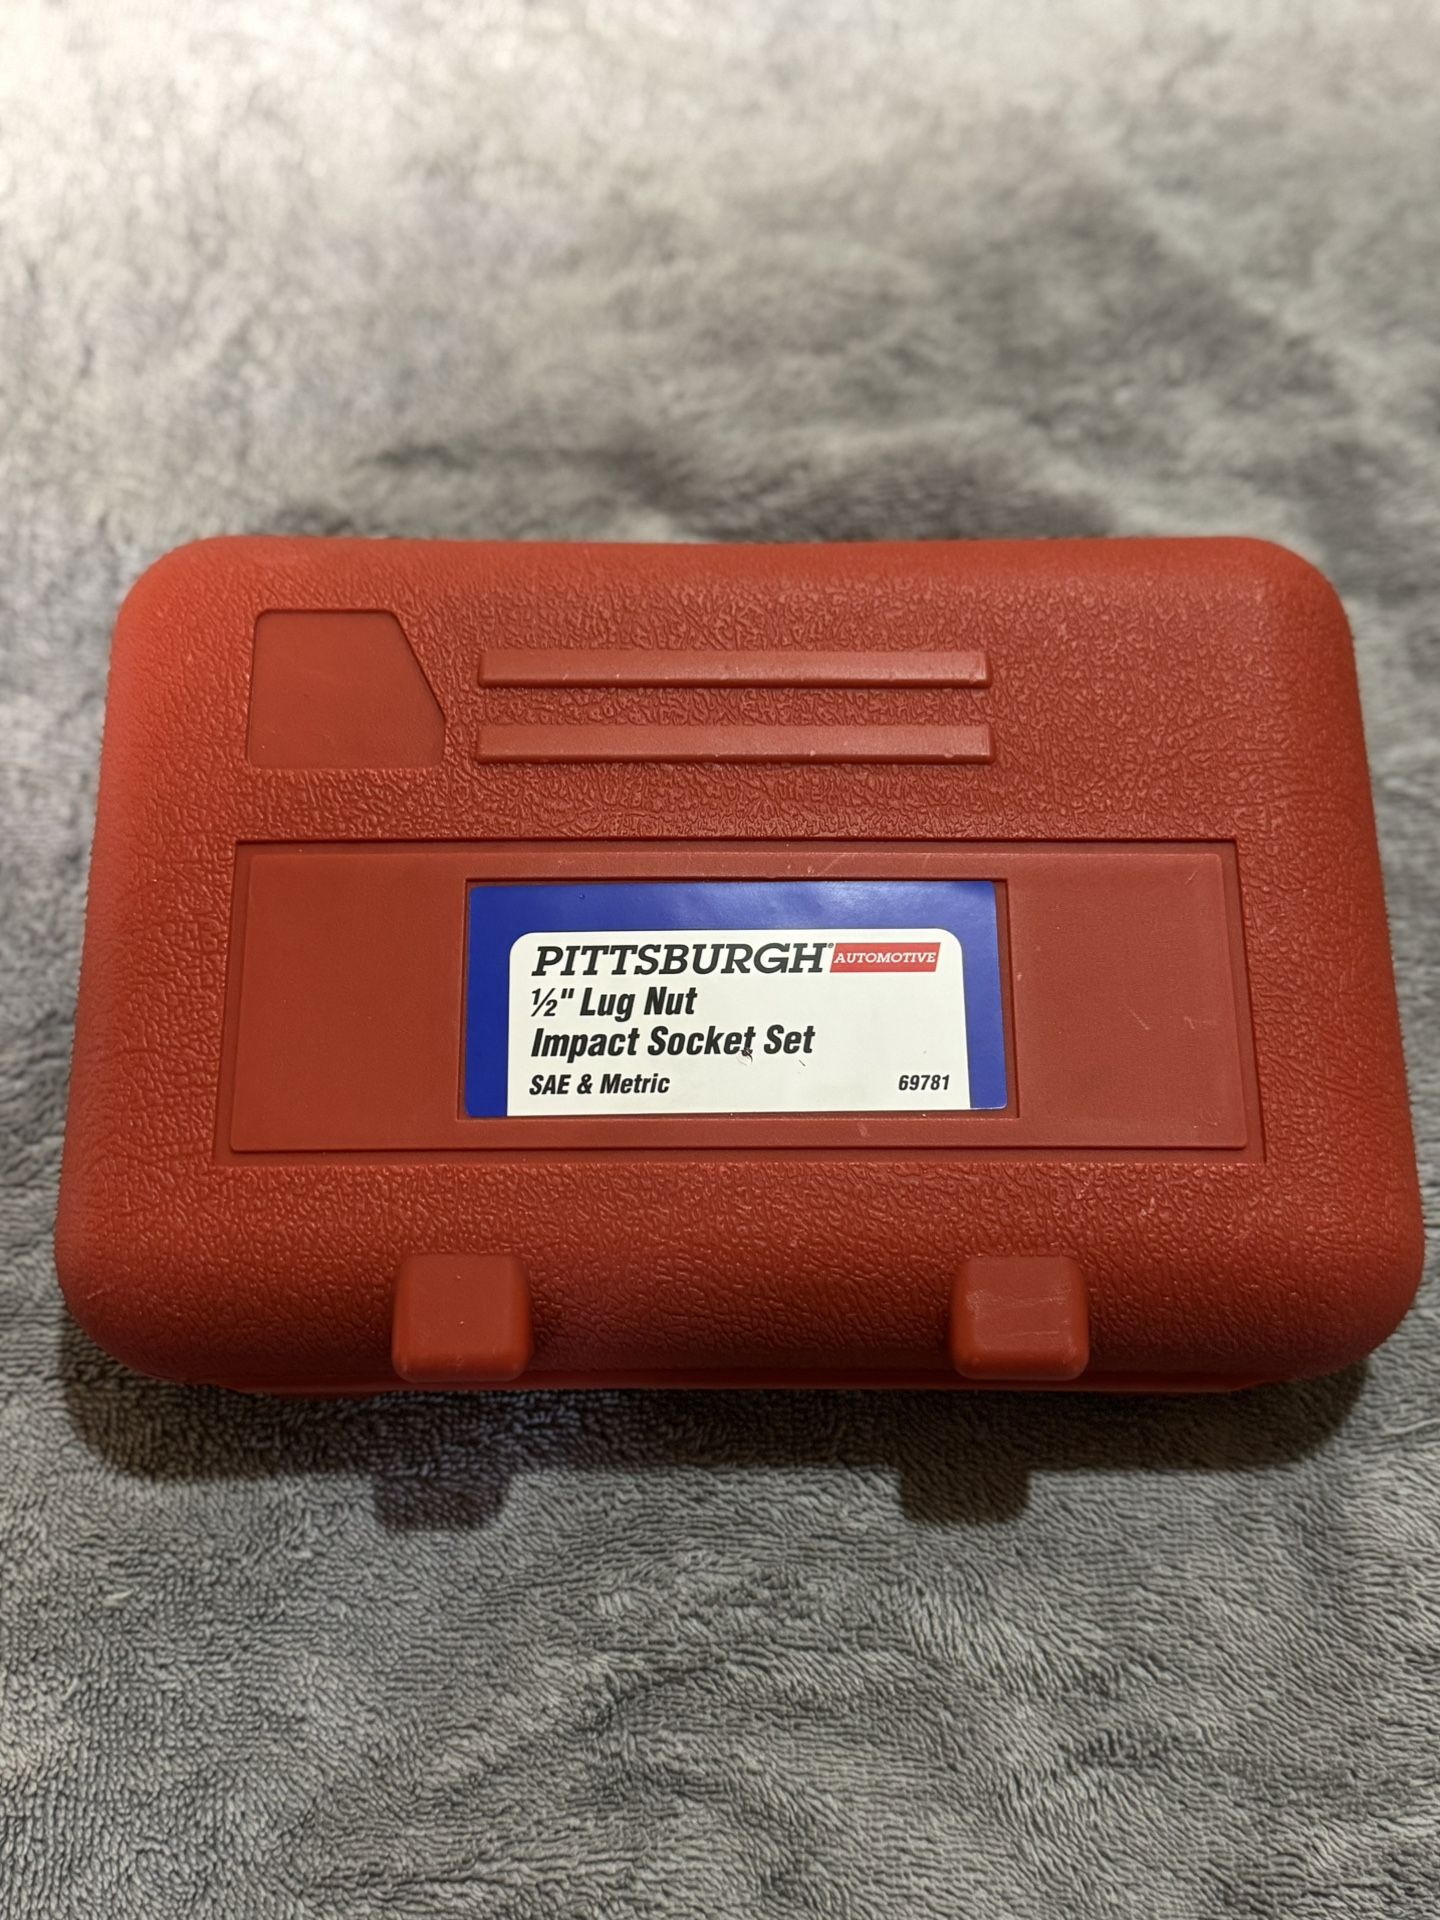 PITTSBURGH® AUTOMOTIVE
½" Lug Nut
Impact Socket Set
SAE & Metric 69781